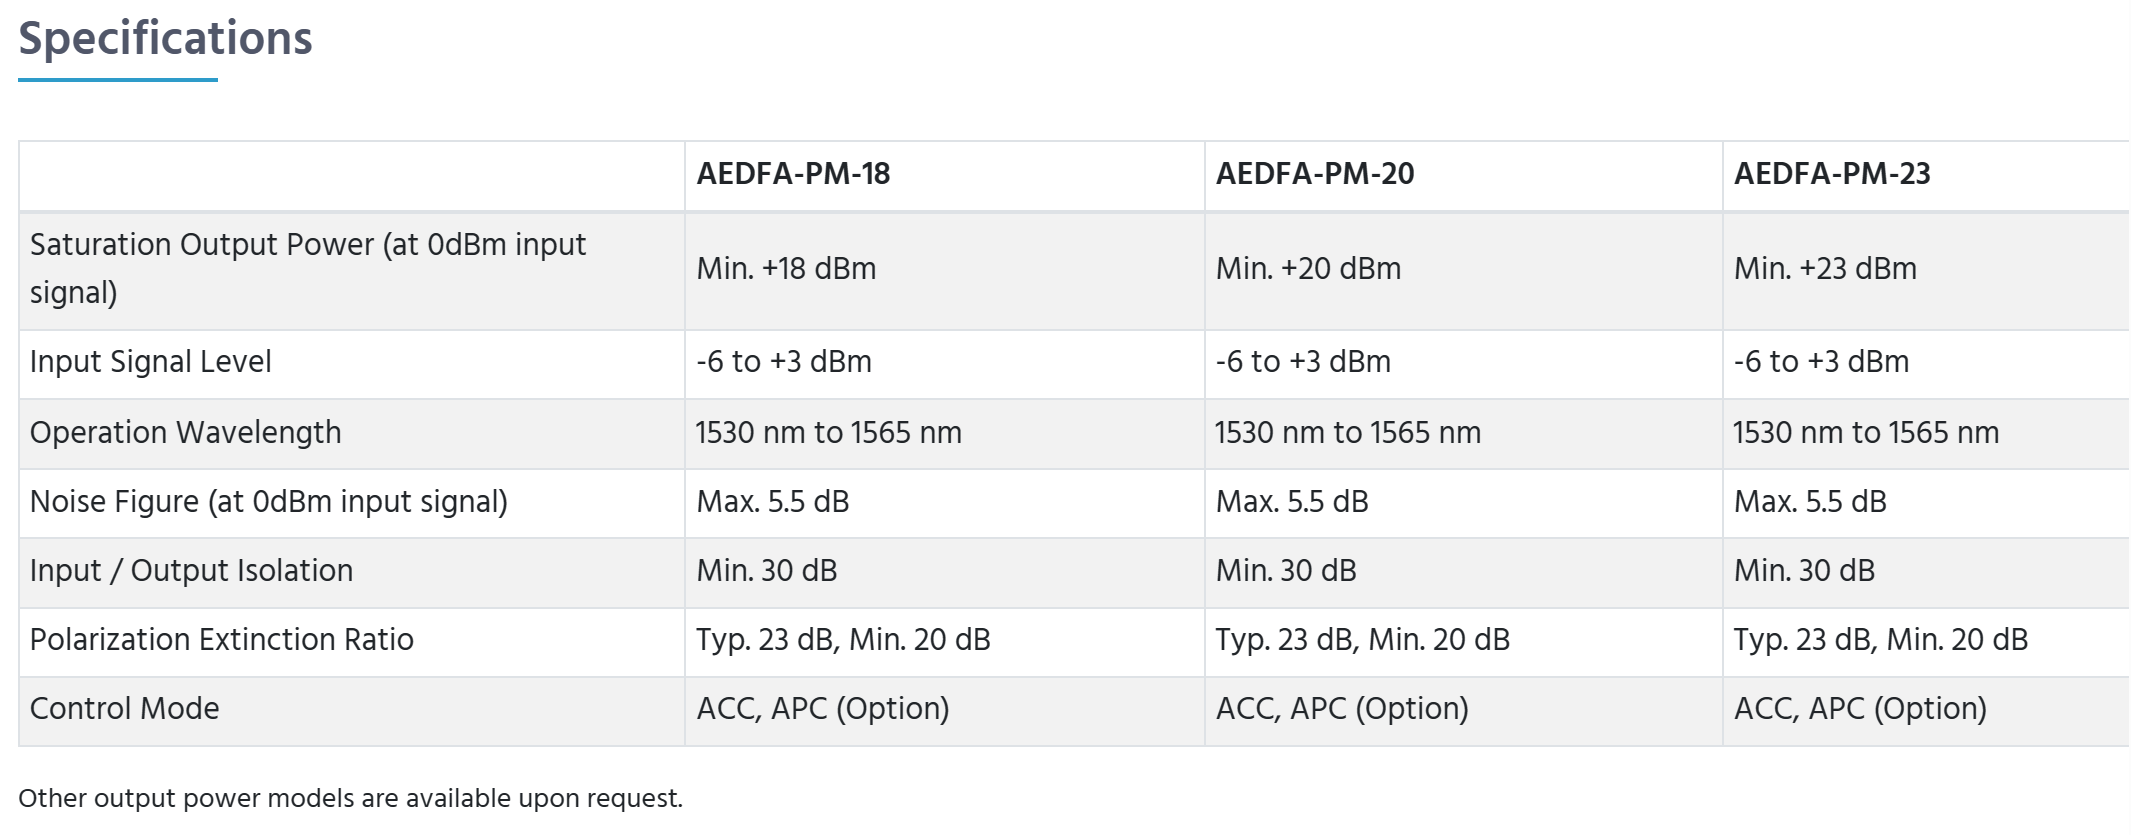 Specifications
AEDFA-PM-18 AEDFA-PM-20 AEDFA-PM-23
Saturation Output Power (at 0dBm input
signal) Min. +18 dBm Min. +20 dBm Min. +23 dBm
Input Signal Level -6 to +3 dBm -6 to +3 dBm -6 to +3 dBm
Operation Wavelength 1530 nm to 1565 nm 1530 nm to 1565 nm 1530 nm to 1565 nm
Noise Figure (at 0dBm input signal) Max. 5.5 dB Max. 5.5 dB Max. 5.5 dB
Input / Output Isolation Min. 30 dB Min. 30 dB Min. 30 dB
Polarization Extinction Ratio Typ. 23 dB, Min. 20 dB Typ. 23 dB, Min. 20 dB Typ. 23 dB, Min. 20 dB
Control Mode ACC, APC (Option) ACC, APC (Option) ACC, APC (Option)
Other output power models are available upon request.